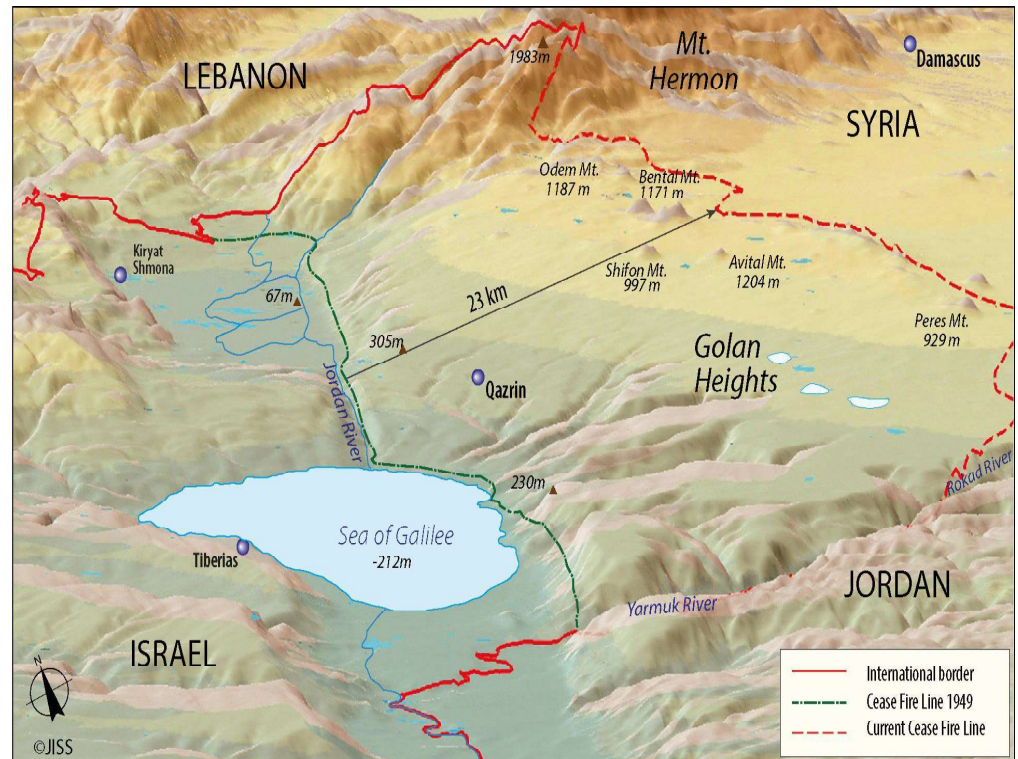 LEBANON
1983m
Mt.
Hermon
Damascus
SYRIA
Odem Mt.
1187 m
Bental Mt.
1171 m
Kiryat
Shmona
67m
23 km
Shifon Mt.
997 m
Avital Mt.
1204 m
Peres Mt.
929 m
305m
Jordan River
Qazrin
Golan
Heights
230m
Rokad River
Sea of Galilee
-212m
Tiberias
Yarmuk River
JORDAN
ISRAEL
N
©JISS
International border
Cease Fire Line 1949
Current Cease Fire Line